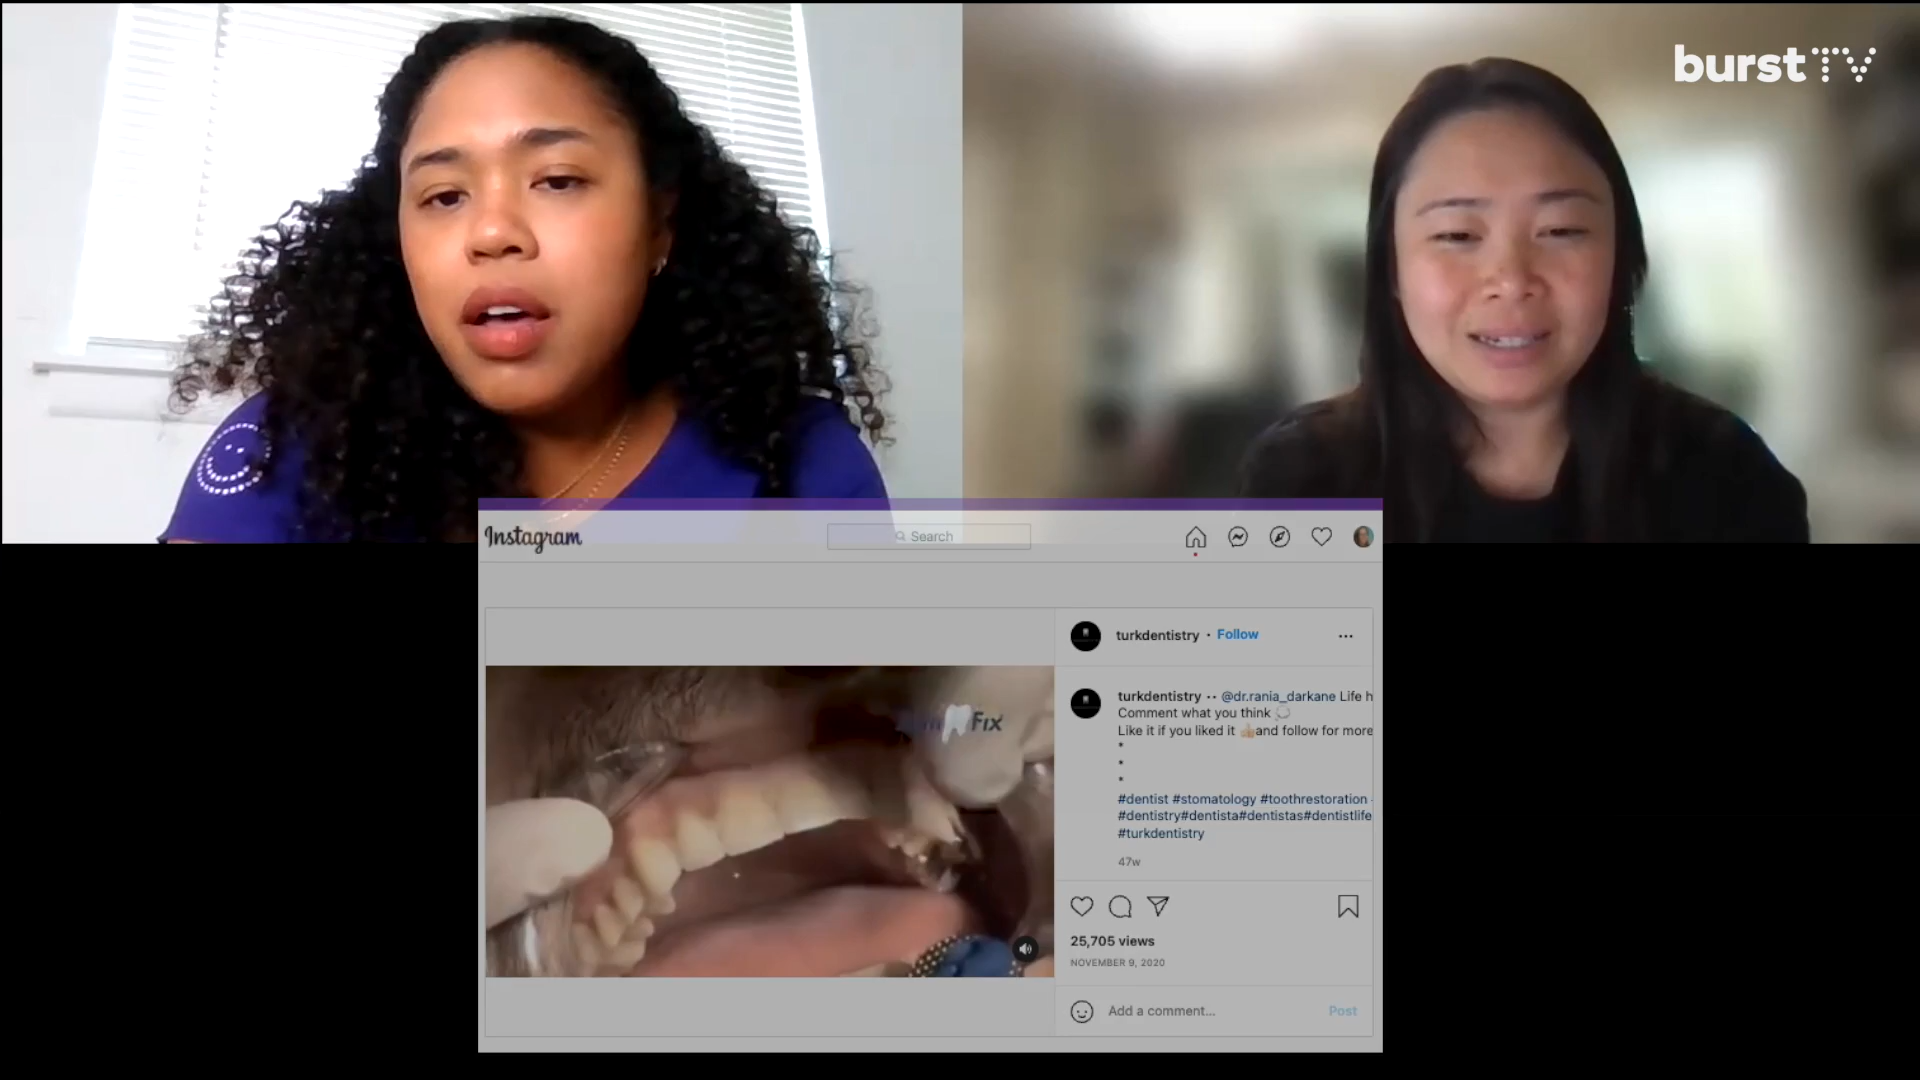 burst TV
Instagram
Search
turkdentistry • Follow
turkdentistry •• @dr.rania_darkane Life h
Comment what you think
Like it if you liked it and follow for more
*
*
*
#dentist #stomatology #toothrestoration
#dentistry#dentista#dentistas#dentistlife
#turkdentistry
47w
25,705 views
NOVEMBER 9, 2020
Add a comment...
Post
Fix